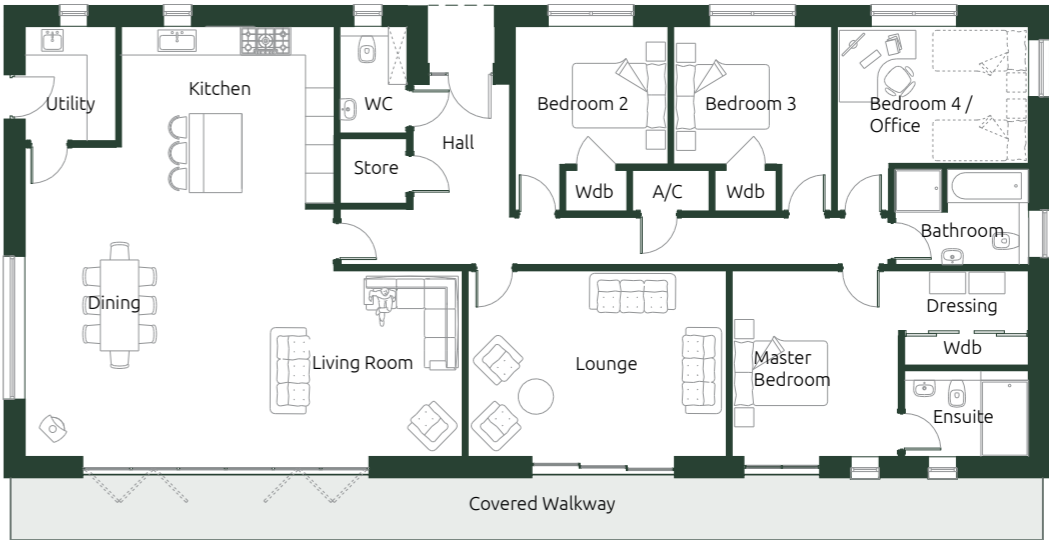 Utility
Kitchen
WC
Store
Hall
Bedroom 2
Bedroom 3
Bedroom 4 /
Office
Wdb
A/C
Wdb
Bathroom
Dining
Living Room
Lounge
Master
Bedroom
Dressing
Wdb
Ensuite
Covered Walkway